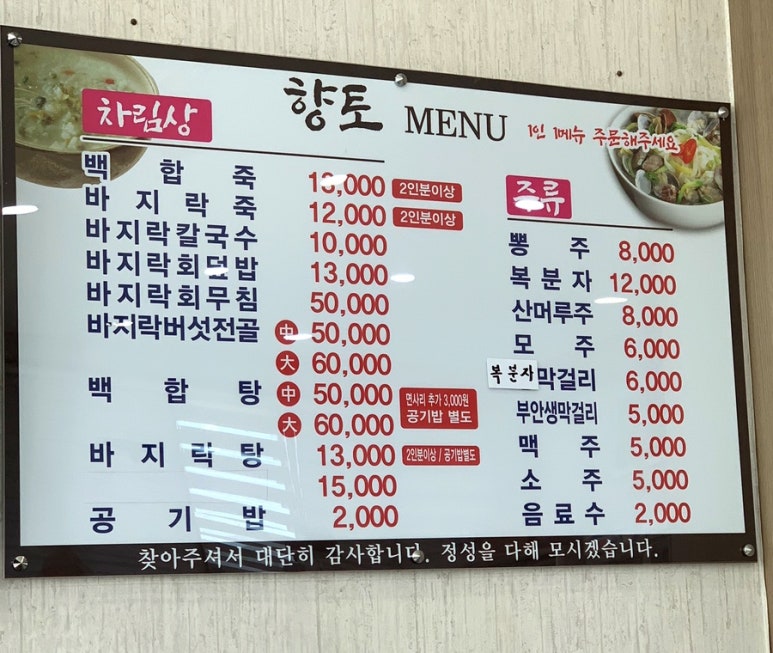 차림상
향토 MENU
1인 1메뉴 주문해주세요
백합죽 13,000 2인분이상
바지락죽 12,000 2인분이상
바지락칼국수 10,000
바지락회덮밥 13,000
바지락회무침 50,000
바지락버섯전골 中 50,000
大 60,000
백합탕 中 50,000 면사리 추가 3,000원
공기밥 별도
大 60,000
바지락탕 13,000 2인분이상 / 공기밥별도
15,000
공기밥 2,000
주류
뽕주 8,000
복분자 12,000
산머루주 8,000
모주 6,000
복분자막걸리 6,000
부안생막걸리 5,000
맥주 5,000
소주 5,000
음료수 2,000
찾아주셔서 대단히 감사합니다. 정성을 다해 모시겠습니다.